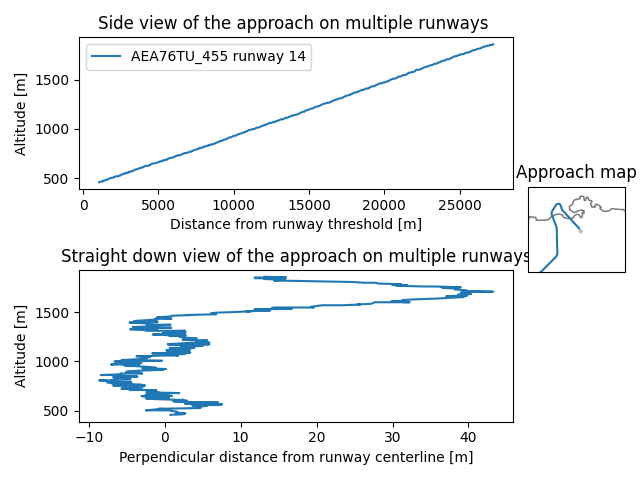 Side view of the approach on multiple runways
AEA76TU_455 runway 14
Altitude [m]
1500
1000
500
0 5000 10000 15000 20000 25000
Distance from runway threshold [m]
Approach map
Straight down view of the approach on multiple runways
Altitude [m]
1500
1000
500
−10 0 10 20 30 40
Perpendicular distance from runway centerline [m]